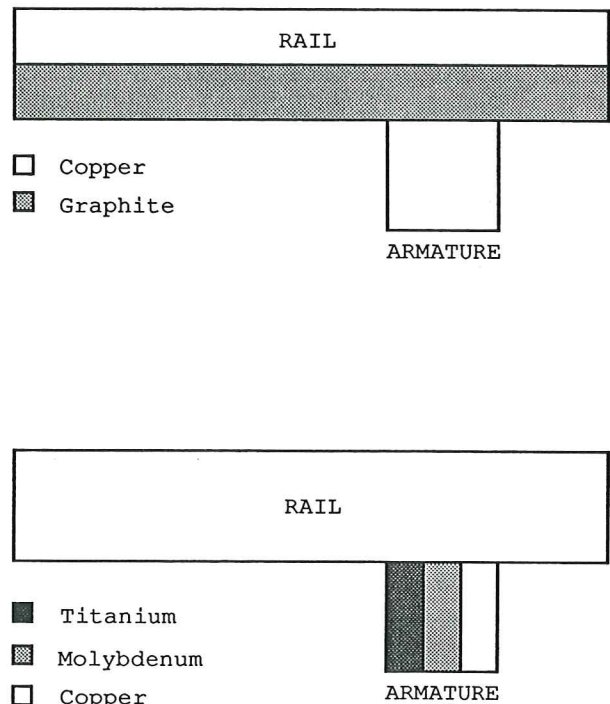 RAIL
Copper
Graphite
ARMATURE
RAIL
Titanium
Molybdenum
Copper
ARMATURE